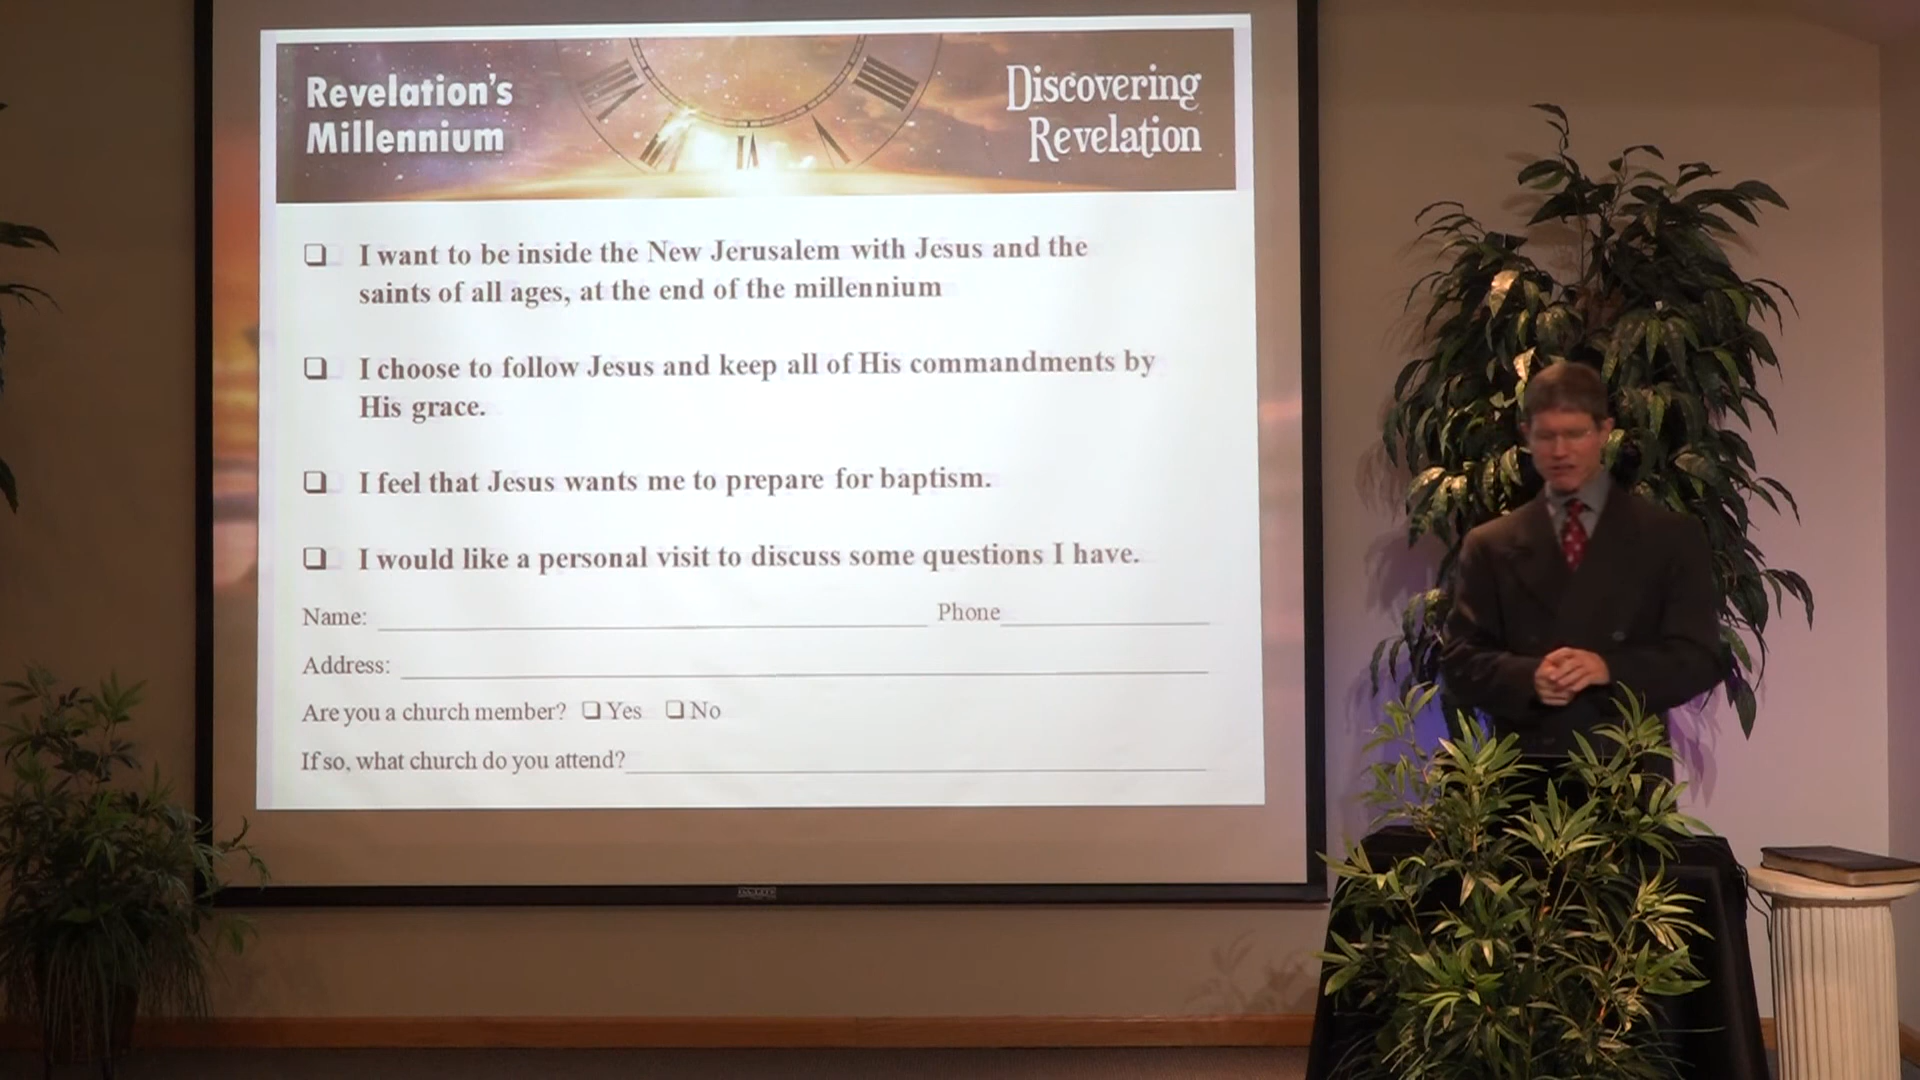 Revelation's
Millennium
Discovering
Revelation
❑ I want to be inside the New Jerusalem with Jesus and the
saints of all ages, at the end of the millennium
❑ I choose to follow Jesus and keep all of His commandments by
His grace.
❑ I feel that Jesus wants me to prepare for baptism.
❑ I would like a personal visit to discuss some questions I have.
Name: Phone
Address:
Are you a church member? ❑ Yes ❑ No
If so, what church do you attend?